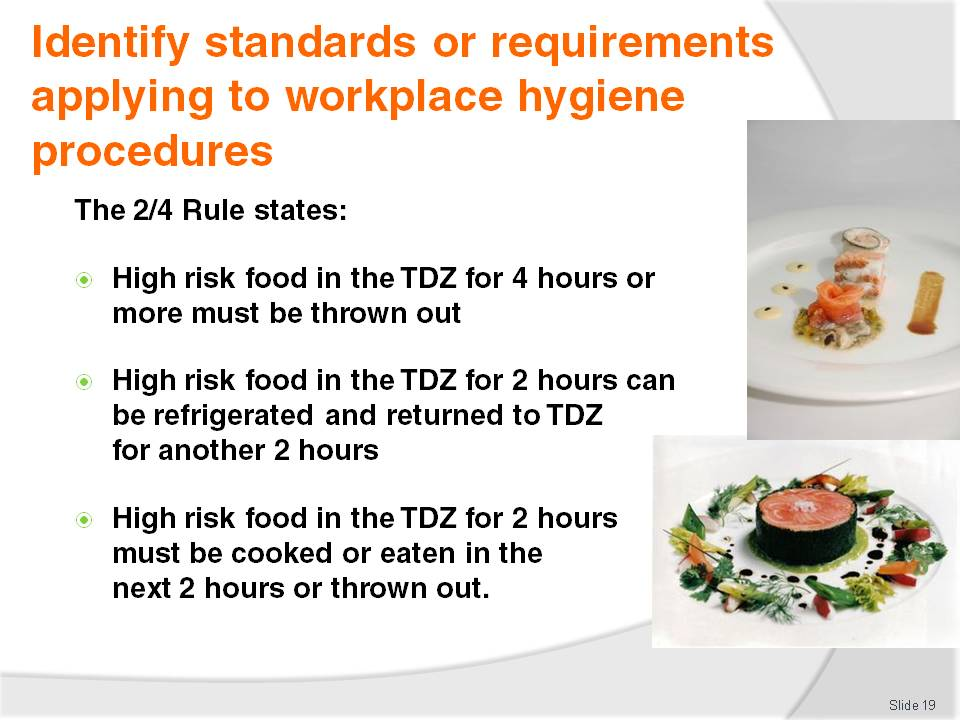 Identify standards or requirements
applying to workplace hygiene
procedures
The 2/4 Rule states:
High risk food in the TDZ for 4 hours or
more must be thrown out
High risk food in the TDZ for 2 hours can
be refrigerated and returned to TDZ
for another 2 hours
High risk food in the TDZ for 2 hours
must be cooked or eaten in the
next 2 hours or thrown out.
Slide 19